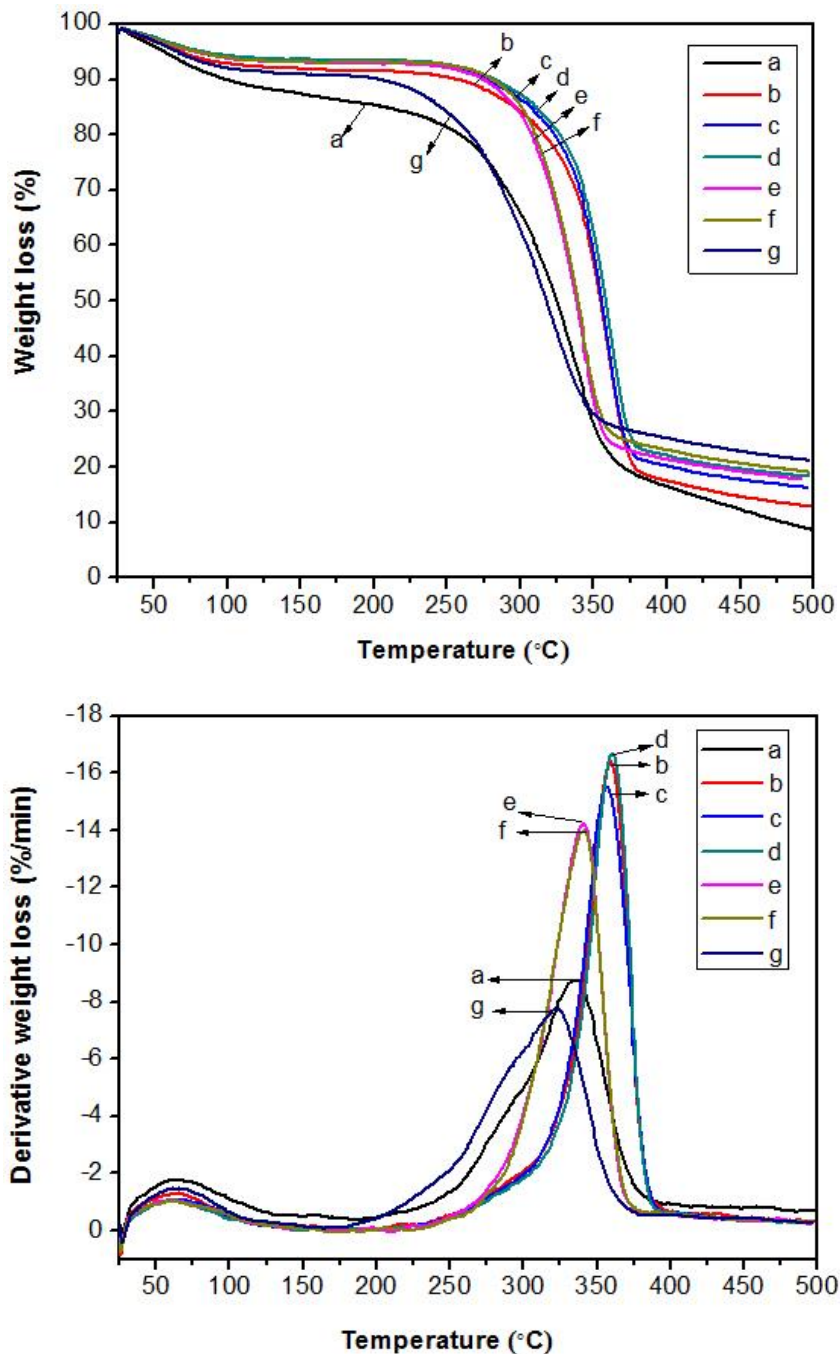 100
90
80
70
60
50
40
30
20
10
0
Weight loss (%)
b
c
d
e
f
a
g
a
b
c
d
e
f
g
50 100 150 200 250 300 350 400 450 500
Temperature (°C)
-18
-16
-14
-12
-10
-8
-6
-4
-2
0
Derivative weight loss (%/min)
d
b
c
e
f
a
g
a
b
c
d
e
f
g
50 100 150 200 250 300 350 400 450 500
Temperature (°C)